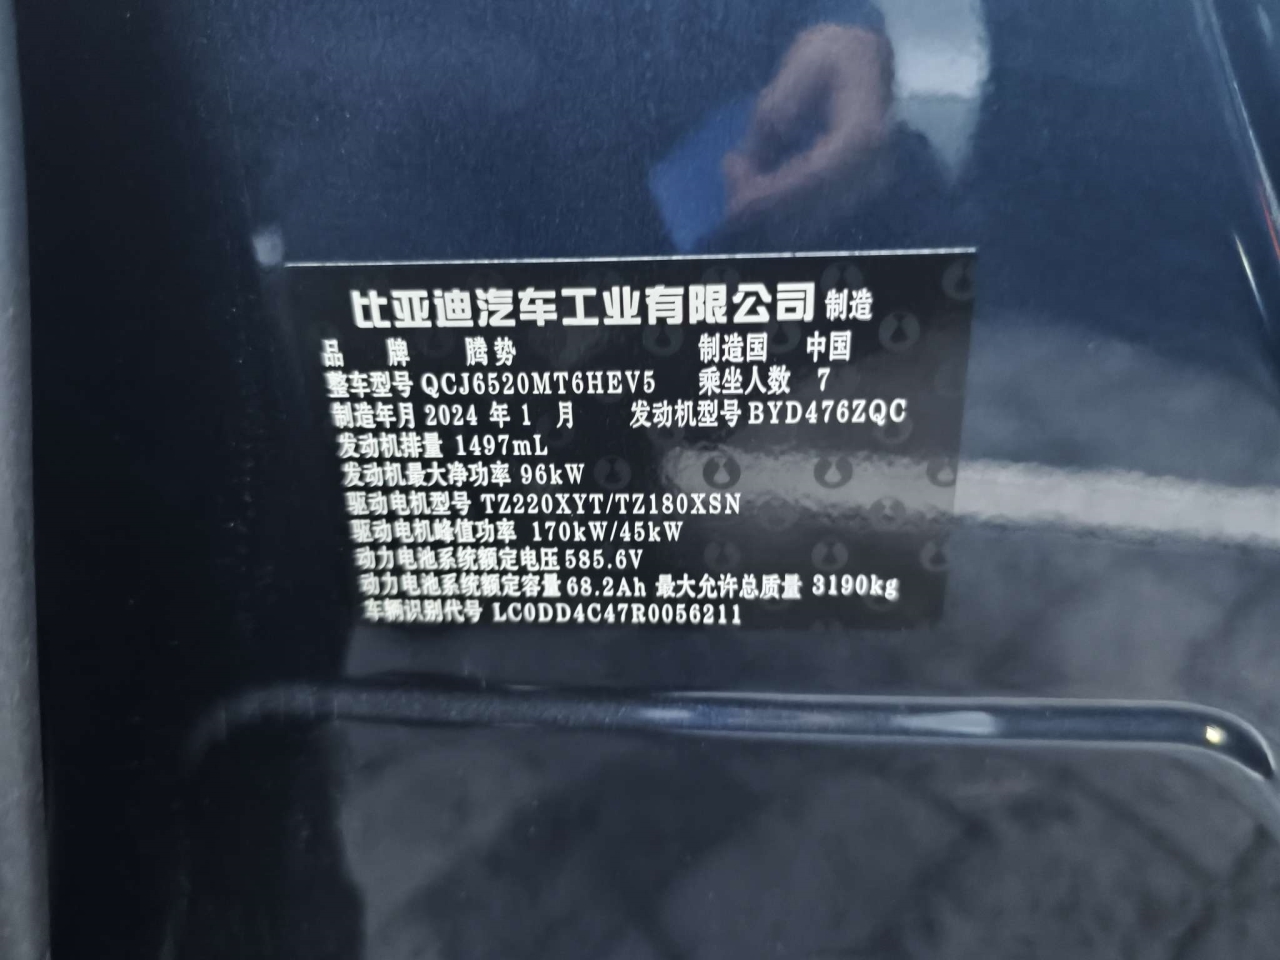 比亚迪汽车工业有限公司 制造
品 牌 腾势 制造国 中国
整车型号 QCJ6520MT6HEV5 乘坐人数 7
制造年月 2024 年 1 月 发动机型号 BYD476ZQC
发动机排量 1497mL
发动机最大净功率 96kW
驱动电机型号 TZ220XYT/TZ180XSN
驱动电机峰值功率 170kW/45kW
动力电池系统额定电压 585.6V
动力电池系统额定容量 68.2Ah 最大允许总质量 3190kg
车辆识别代号 LC0DD4C47R0056211